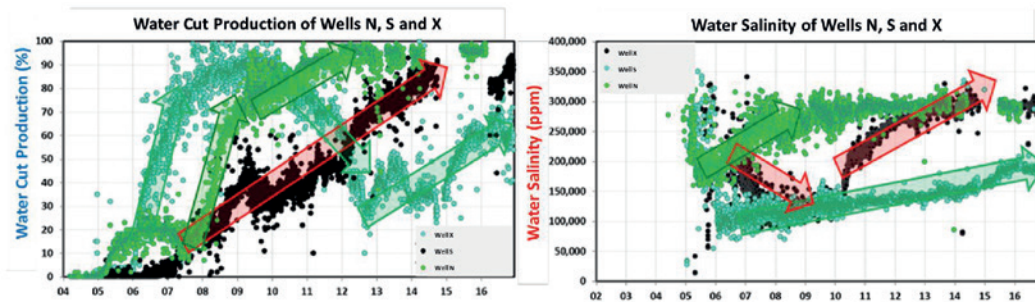 Water Cut Production of Wells N, S and X
Water Cut Production (%)
100
90
80
70
60
50
40
30
20
10
0
04 05 06 07 08 09 10 11 12 13 14 15 16
WellX
WellS
WellN
Water Salinity of Wells N, S and X
Water Salinity (ppm)
400,000
350,000
300,000
250,000
200,000
150,000
100,000
50,000
0
02 03 04 05 06 07 08 09 10 11 12 13 14 15 16
WellX
WellS
WellN